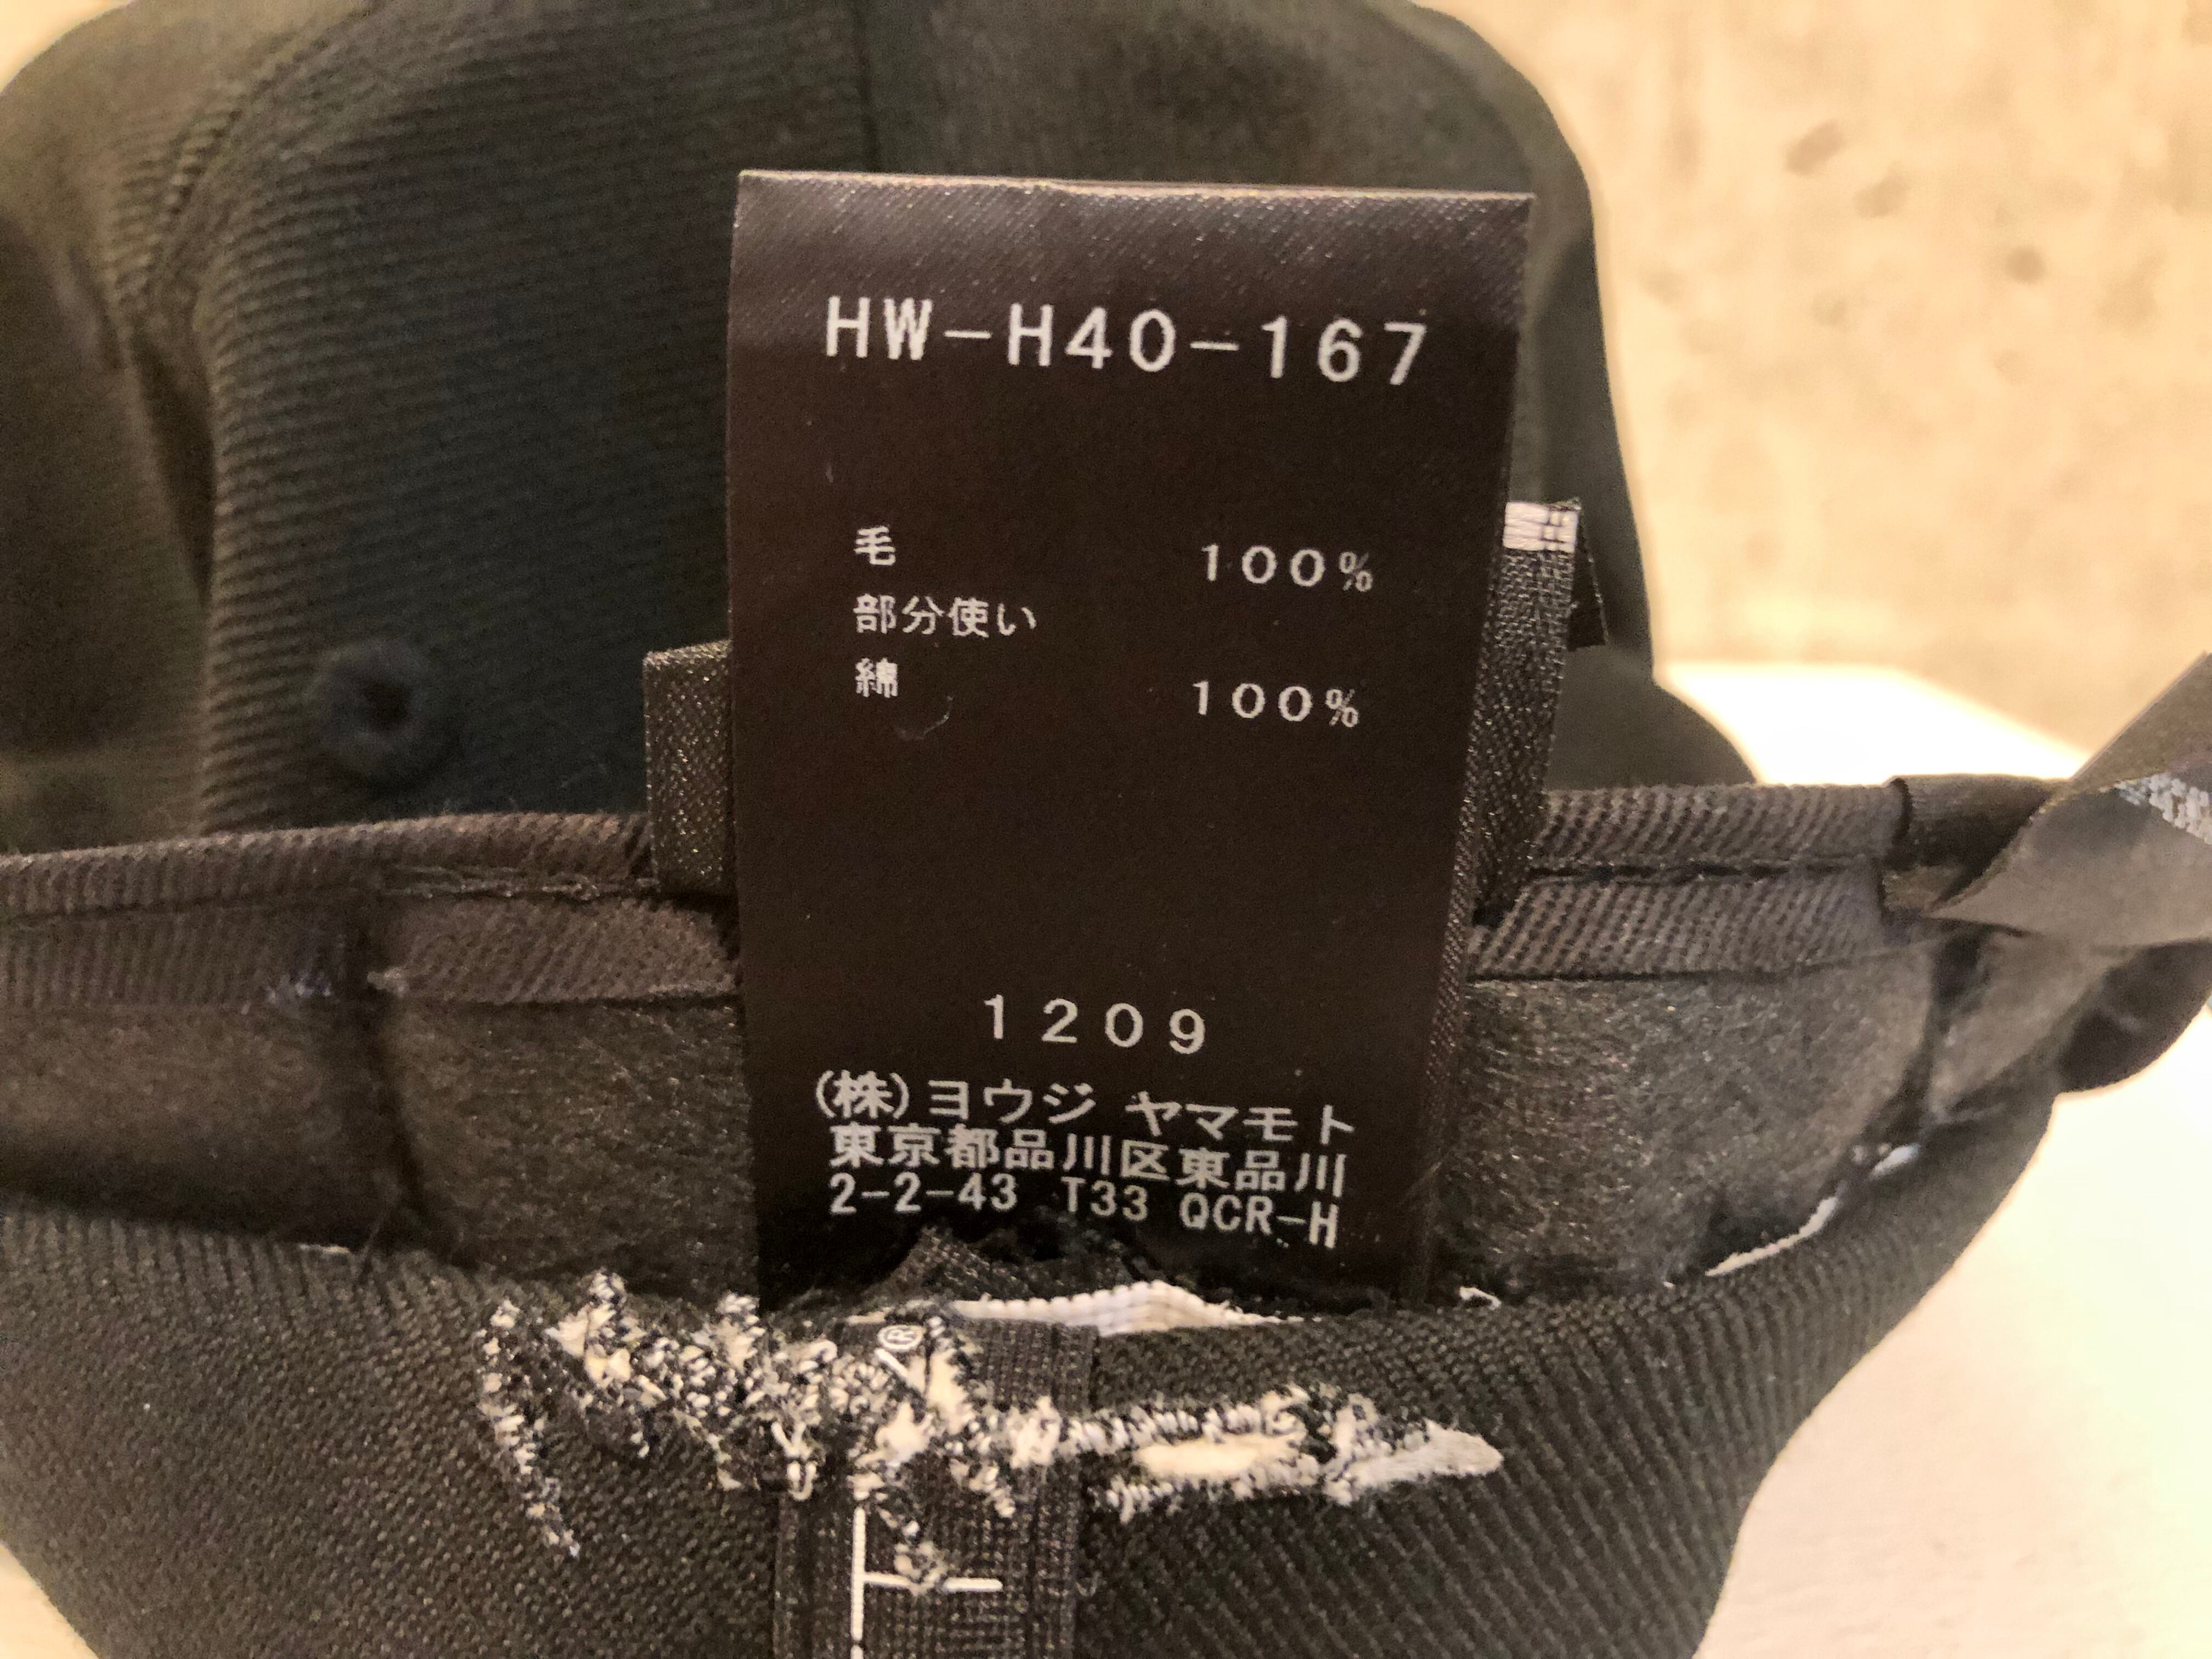 HW-H40-167
毛 100%
部分使い
綿 100%
1209
(株)ヨウジ ヤマモト
東京都品川区東品川
2-2-43 T33 QCR-H
®